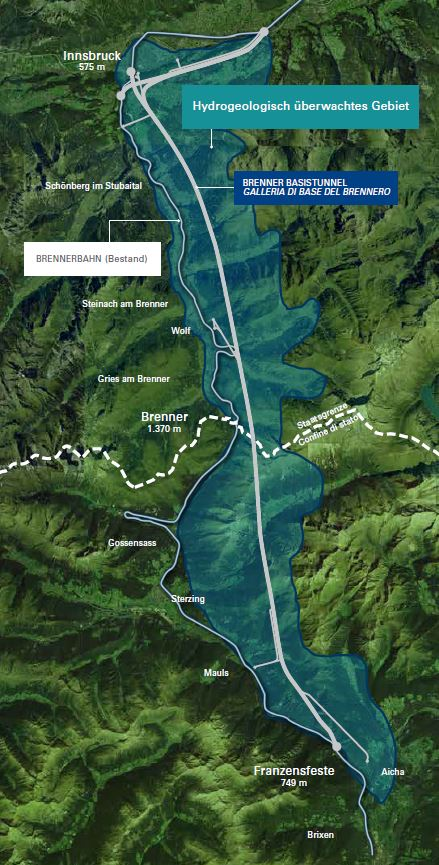 Innsbruck
575 m
Hydrogeologisch überwachtes Gebiet
Schönberg im Stubaital
BRENNER BASISTUNNEL
GALLERIA DI BASE DEL BRENNERO
BRENNERBAHN (Bestand)
Steinach am Brenner
Wolf
Gries am Brenner
Brenner
1.370 m
Staatsgrenze
Confine di stato
Gossensass
Sterzing
Mauls
Franzensfeste
749 m
Aicha
Brixen